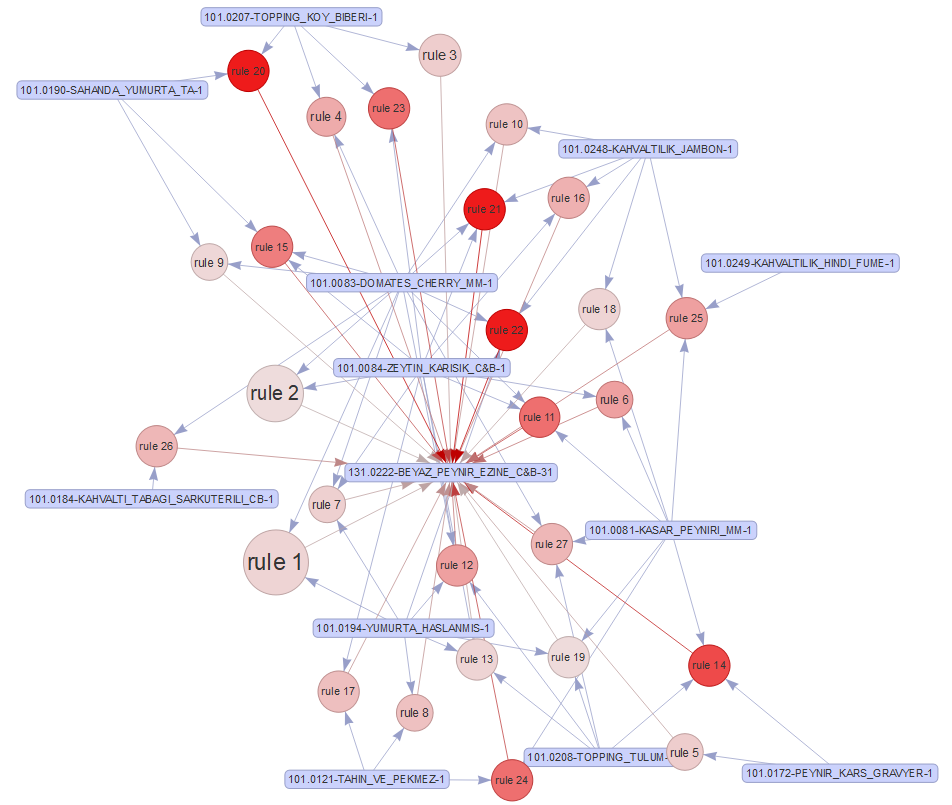 101.0207-TOPPING_KOY_BIBERI-1
rule 3
rule 20
101.0190-SAHANDA_YUMURTA_TA-1
rule 23
rule 4
rule 10
101.0248-KAHVALTILIK_JAMBON-1
rule 16
rule 21
rule 15
rule 9
101.0249-KAHVALTILIK_HINDI_FUME-1
101.0083-DOMATES_CHERRY_MM-1
rule 18
rule 25
rule 22
101.0084-ZEYTIN_KARISIK_C&B-1
rule 2
rule 6
rule 11
rule 26
131.0222-BEYAZ_PEYNIR_EZINE_C&B-31
101.0184-KAHVALTI_TABAGI_SARKUTERILI_CB-1
rule 7
101.0081-KASAR_PEYNIRI_MM-1
rule 27
rule 1
rule 12
101.0194-YUMURTA_HASLANMIS-1
rule 13
rule 19
rule 14
rule 17
rule 8
rule 5
101.0208-TOPPING_TULUM-
101.0172-PEYNIR_KARS_GRAVYER-1
101.0121-TAHIN_VE_PEKMEZ-1
rule 24